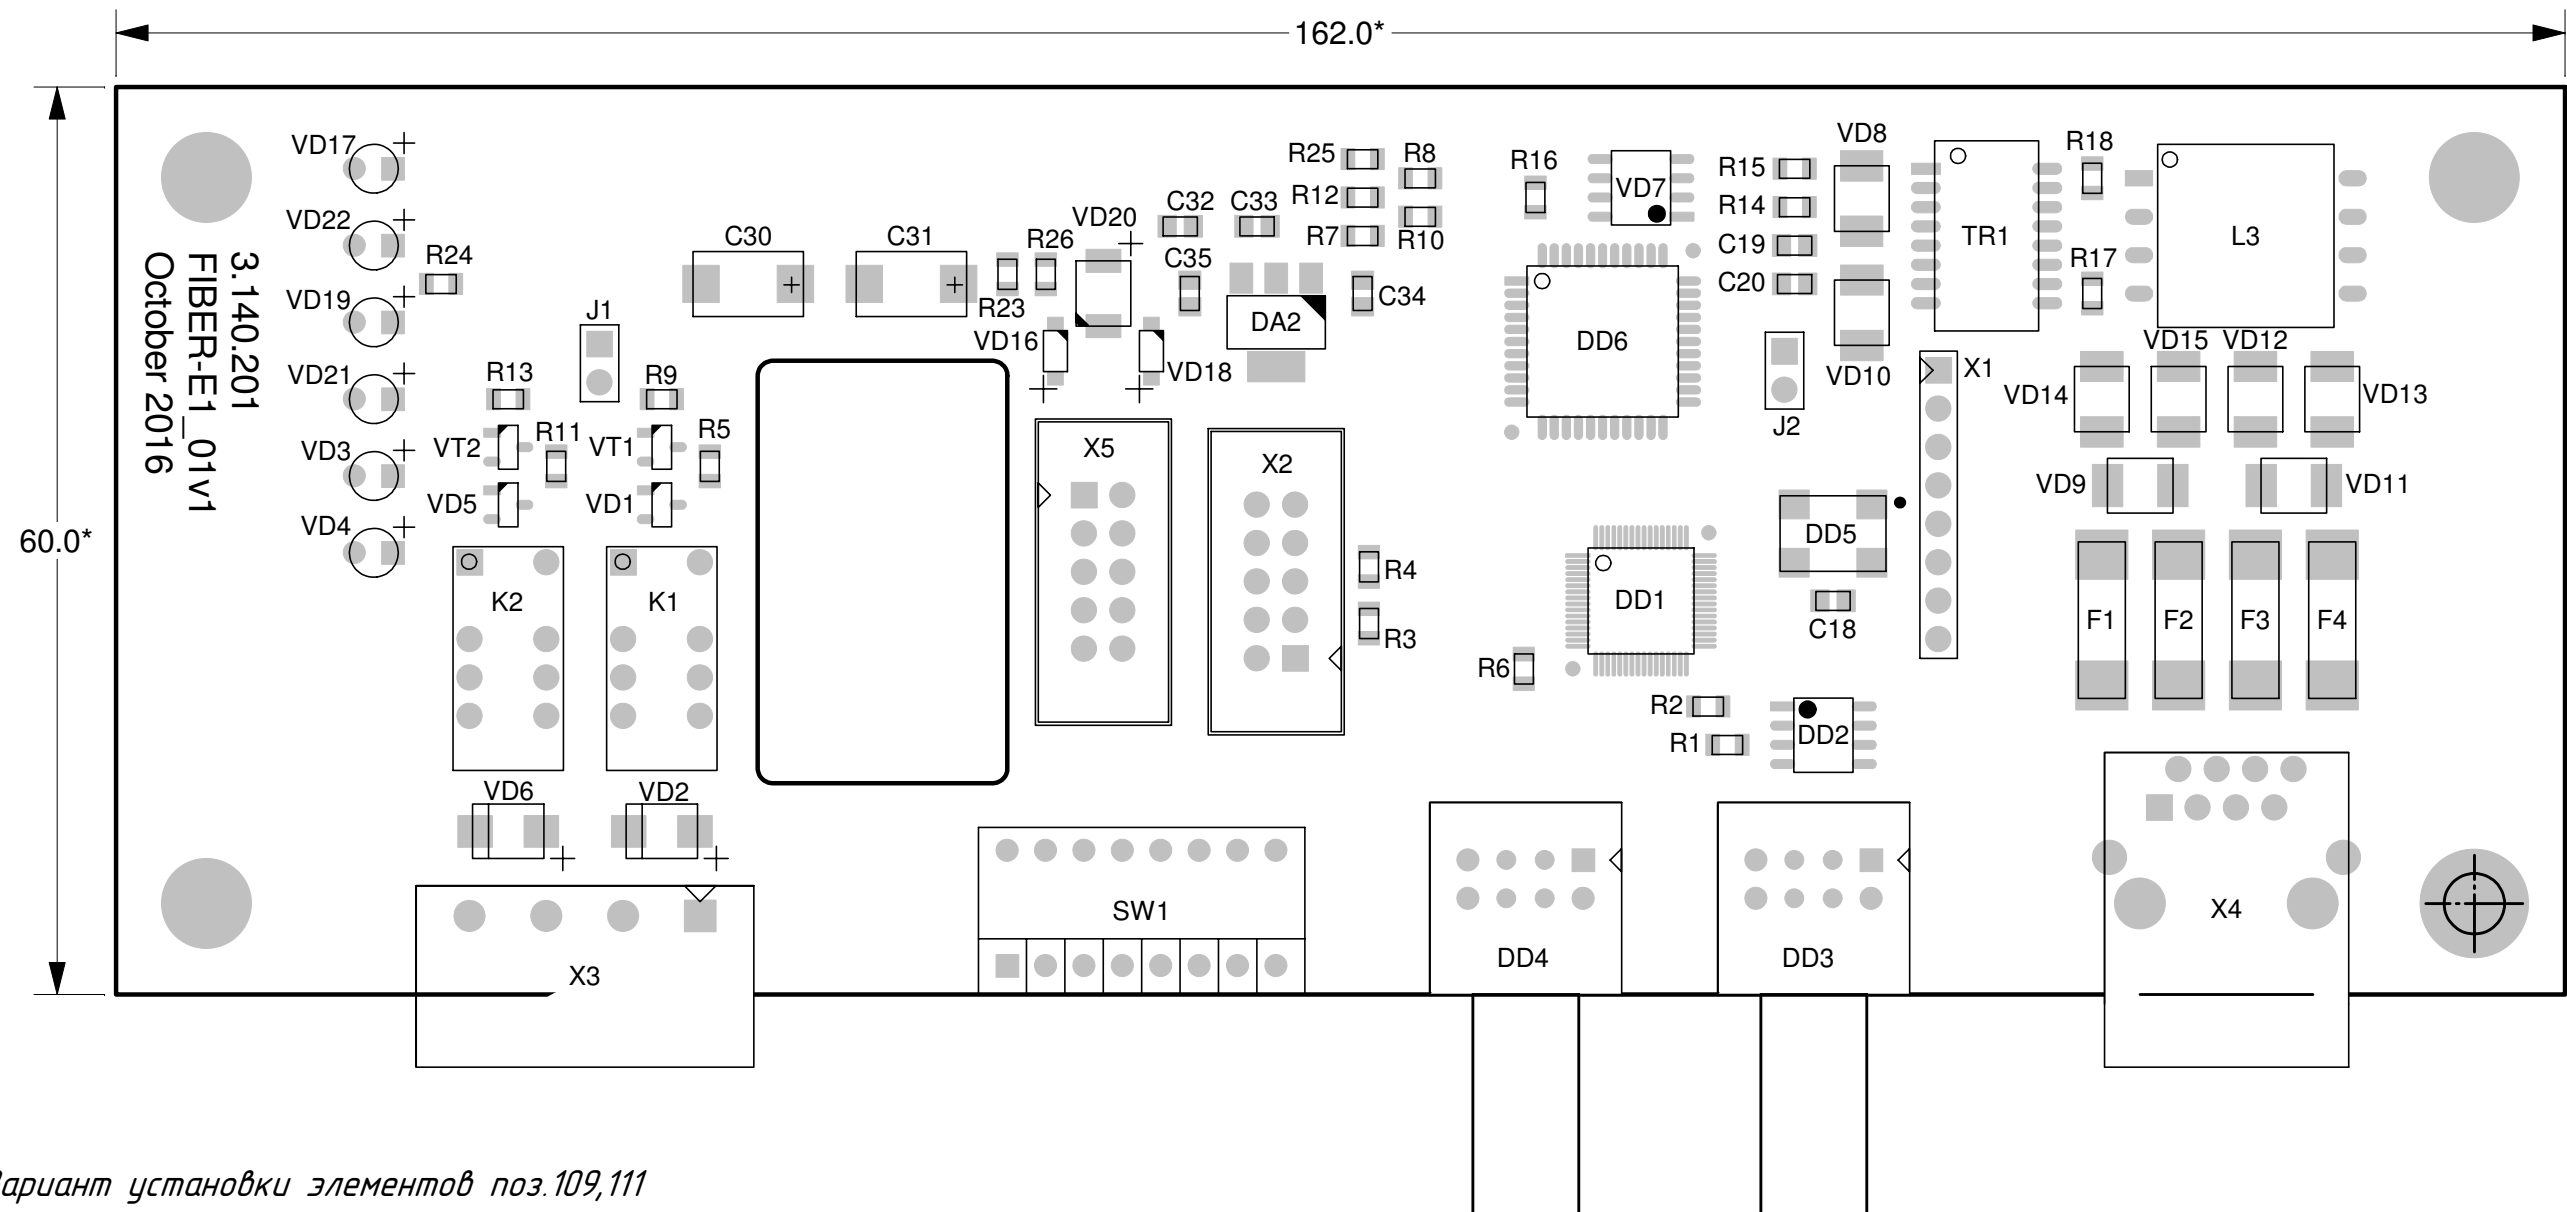 162.0*
60.0*
3.140.201
FIBER-E1_01v1
October 2016
VD17
VD22
VD19
VD21
VD3
VD4
R24
J1
R13
R9
VT2
R11
VT1
R5
VD5
VD1
K2
K1
VD6
VD2
X3
C30
C31
R23
R26
VD20
VD16
VD18
C32
C33
C35
DA2
C34
R25
R12
R7
R8
R10
X5
X2
R4
R3
SW1
R16
VD7
DD6
R15
R14
C19
C20
VD8
VD10
J2
TR1
X1
R18
R17
L3
VD15
VD12
VD14
VD13
VD9
VD11
F1
F2
F3
F4
DD5
C18
DD1
R6
R2
R1
DD2
DD4
DD3
X4
установки элементов поз.109,111